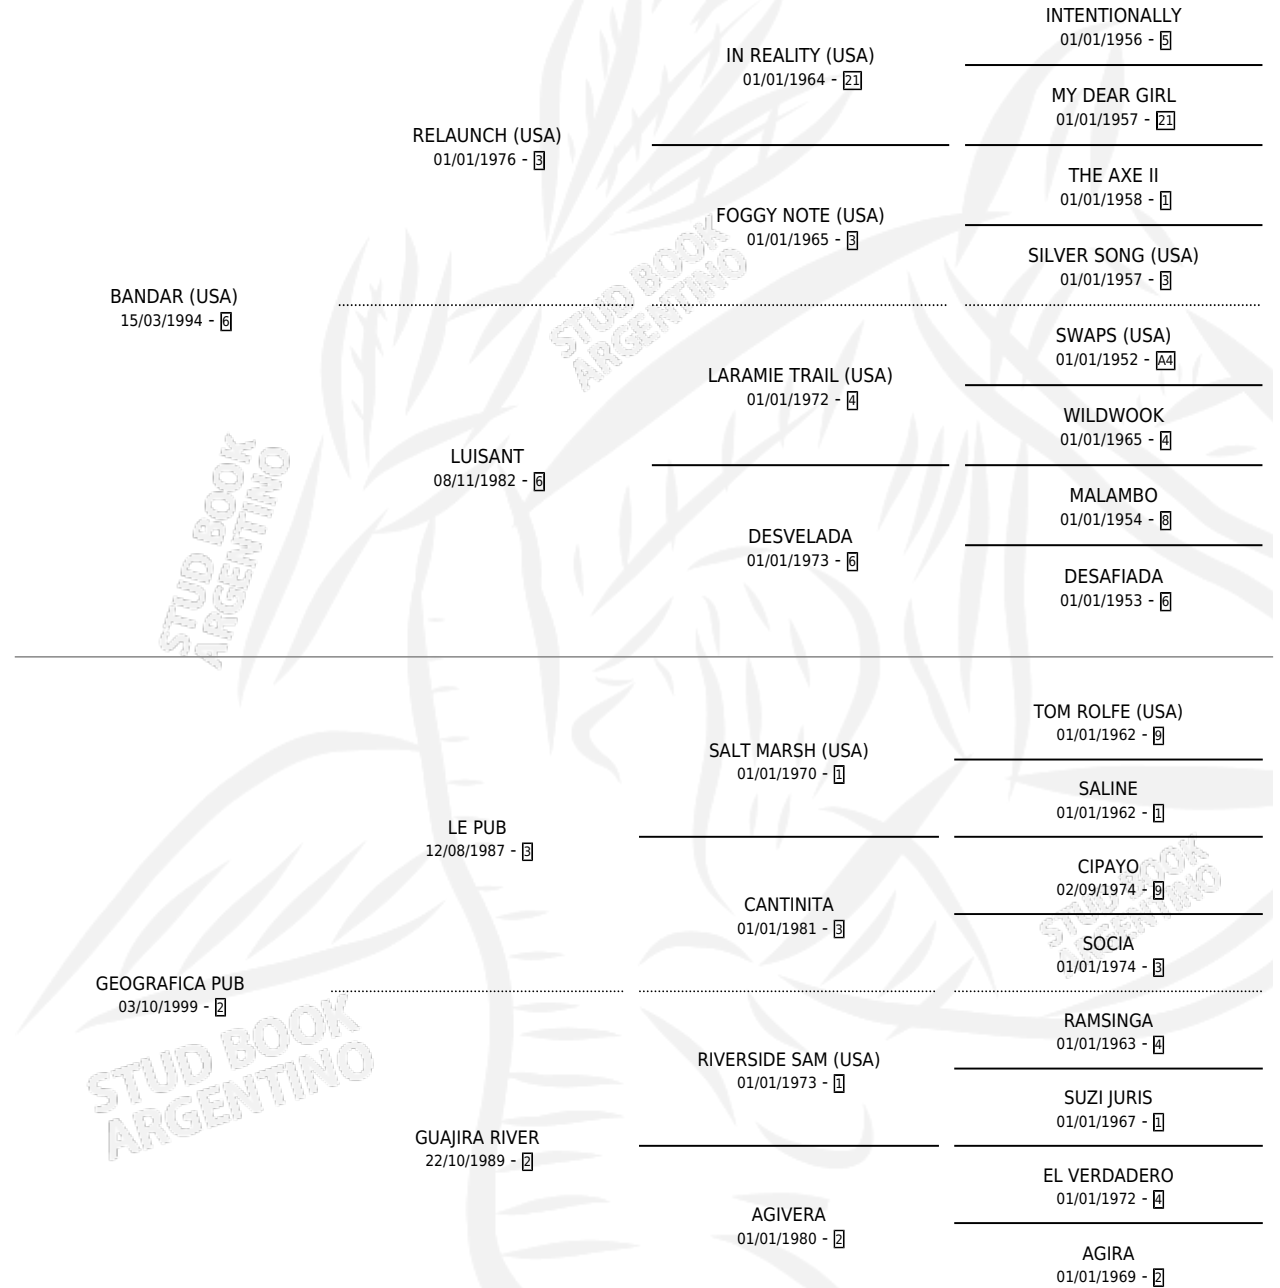 INTENTIONALLY
01/01/1956 - 5
IN REALITY (USA)
01/01/1964 - 21
MY DEAR GIRL
01/01/1957 - 21
RELAUNCH (USA)
01/01/1976 - 3
THE AXE II
01/01/1958 - 1
FOGGY NOTE (USA)
01/01/1965 - 3
SILVER SONG (USA)
01/01/1957 - 3
BANDAR (USA)
15/03/1994 - 6
SWAPS (USA)
01/01/1952 - A4
LARAMIE TRAIL (USA)
01/01/1972 - 4
WILDWOOK
01/01/1965 - 4
LUISANT
08/11/1982 - 6
MALAMBO
01/01/1954 - 8
DESVELADA
01/01/1973 - 6
DESAFIADA
01/01/1953 - 6
TOM ROLFE (USA)
01/01/1962 - 9
SALT MARSH (USA)
01/01/1970 - 1
SALINE
01/01/1962 - 1
LE PUB
12/08/1987 - 3
CIPAYO
02/09/1974 - 9
CANTINITA
01/01/1981 - 3
SOCIA
01/01/1974 - 3
GEOGRAFICA PUB
03/10/1999 - 2
RAMSINGA
01/01/1963 - 4
RIVERSIDE SAM (USA)
01/01/1973 - 1
SUZI JURIS
01/01/1967 - 1
GUAJIRA RIVER
22/10/1989 - 2
EL VERDADERO
01/01/1972 - 4
AGIVERA
01/01/1980 - 2
AGIRA
01/01/1969 - 2
STUD BOOK
ARGENTINO
STUD BOOK
ARGENTINO
STUD BOOK
ARGENTINO
STUD BOOK
ARGENTINO